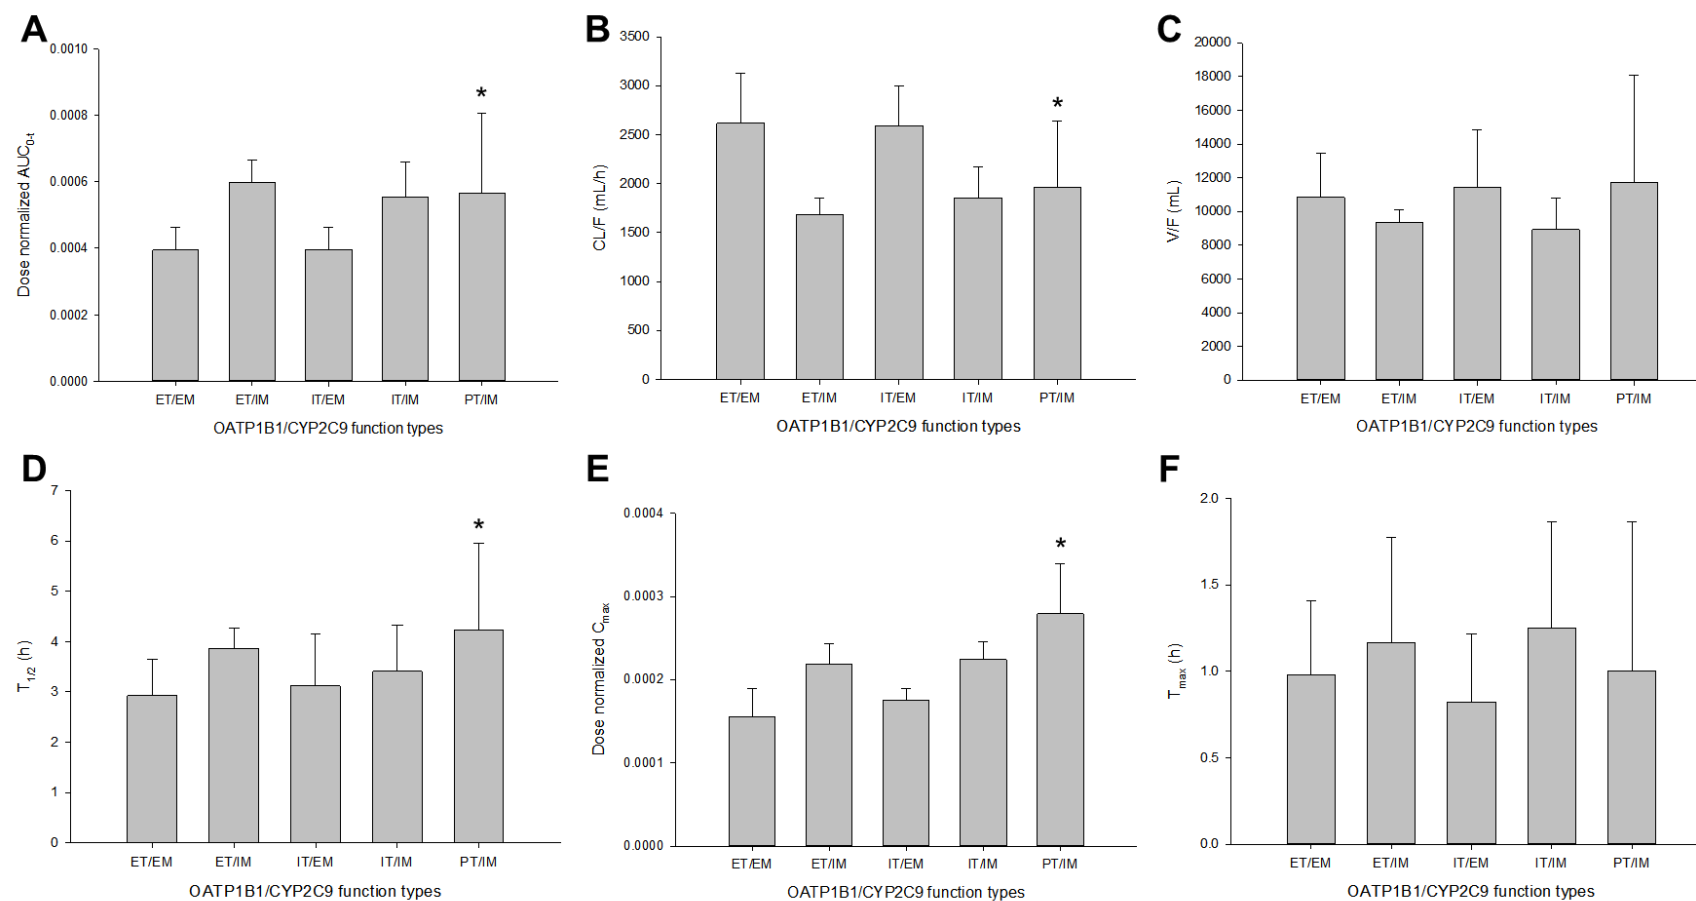 A
Dose normalized AUC0-t
0.0010
0.0008
0.0006
0.0004
0.0002
0.0000
*
ET/EM ET/IM IT/EM IT/IM PT/IM
OATP1B1/CYP2C9 function types
B
CL/F (mL/h)
3500
3000
2500
2000
1500
1000
500
0
*
ET/EM ET/IM IT/EM IT/IM PT/IM
OATP1B1/CYP2C9 function types
C
V/F (mL)
20000
18000
16000
14000
12000
10000
8000
6000
4000
2000
0
ET/EM ET/IM IT/EM IT/IM PT/IM
OATP1B1/CYP2C9 function types
D
T1/2 (h)
7
6
5
4
3
2
1
0
*
ET/EM ET/IM IT/EM IT/IM PT/IM
OATP1B1/CYP2C9 function types
E
Dose normalized Cmax
0.0004
0.0003
0.0002
0.0001
0.0000
*
ET/EM ET/IM IT/EM IT/IM PT/IM
OATP1B1/CYP2C9 function types
F
Tmax (h)
2.0
1.5
1.0
0.5
0.0
ET/EM ET/IM IT/EM IT/IM PT/IM
OATP1B1/CYP2C9 function types